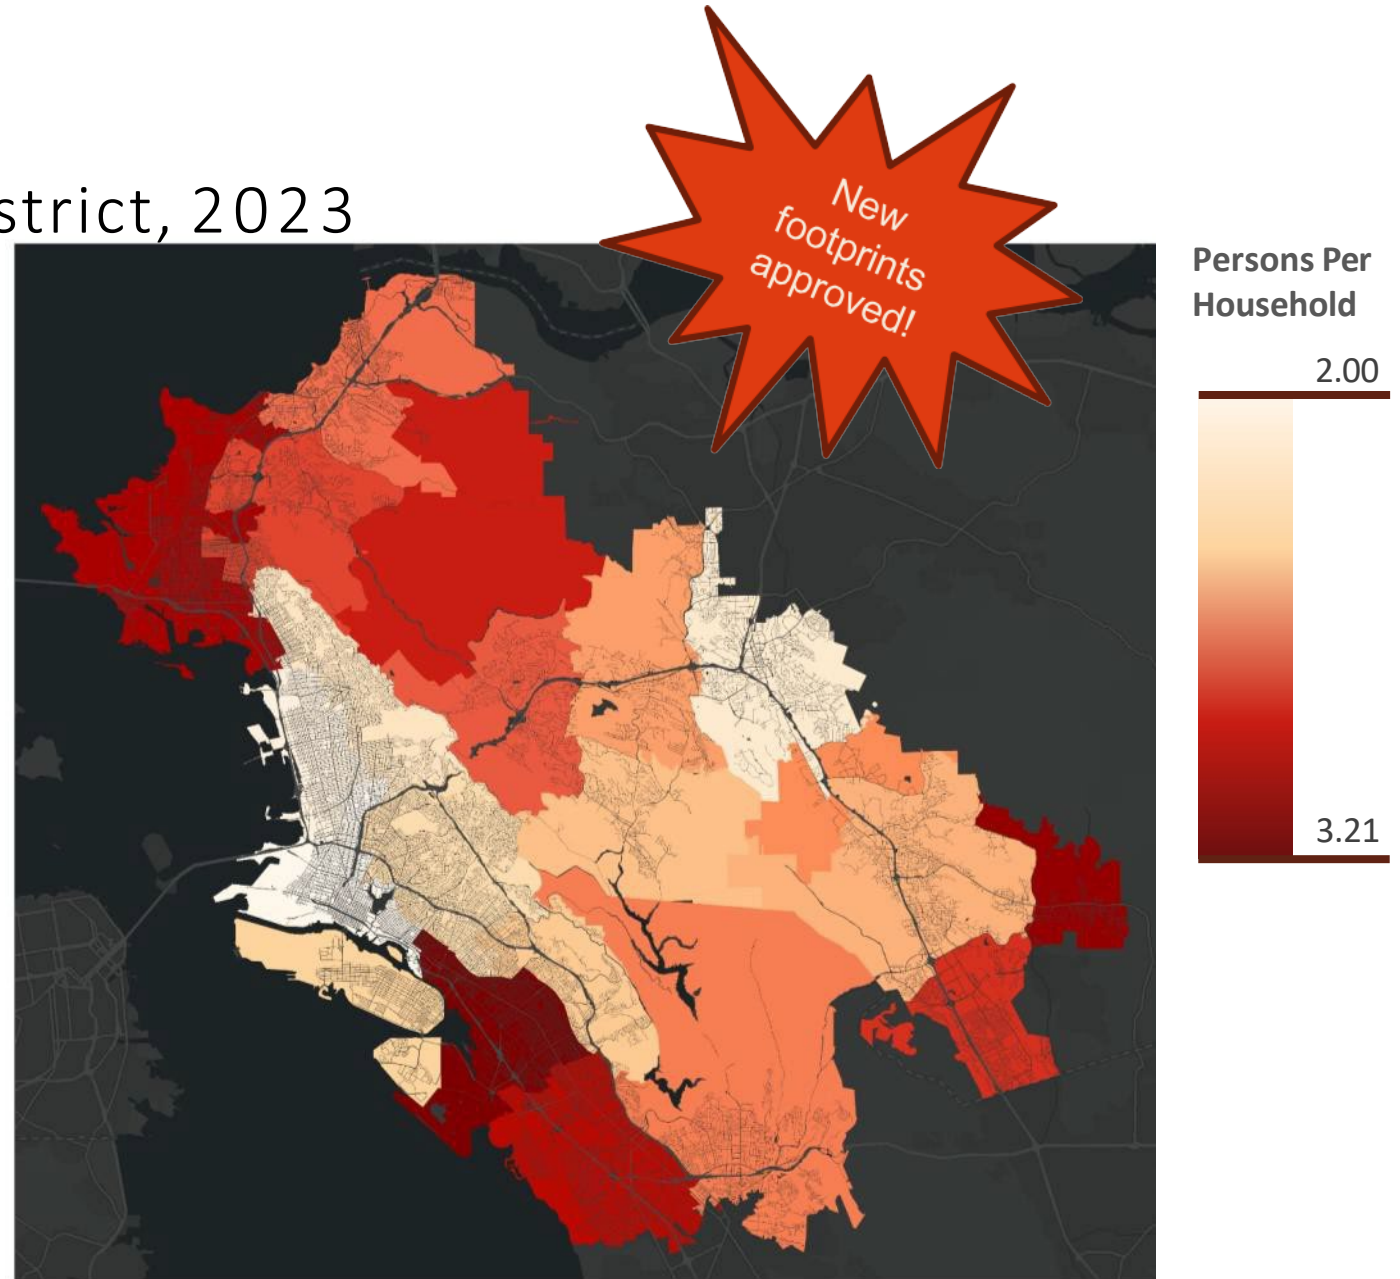 strict, 2023
New
footprints
approved!
Persons Per
Household
2.00
3.21